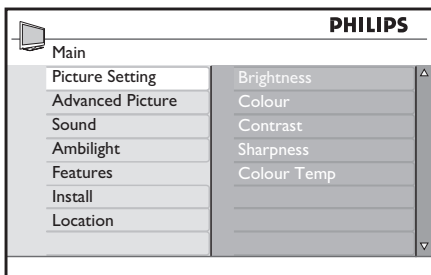 PHILIPS
Main
Picture Setting
Advanced Picture
Sound
Ambilight
Features
Install
Location
Brightness
Colour
Contrast
Sharpness
Colour Temp